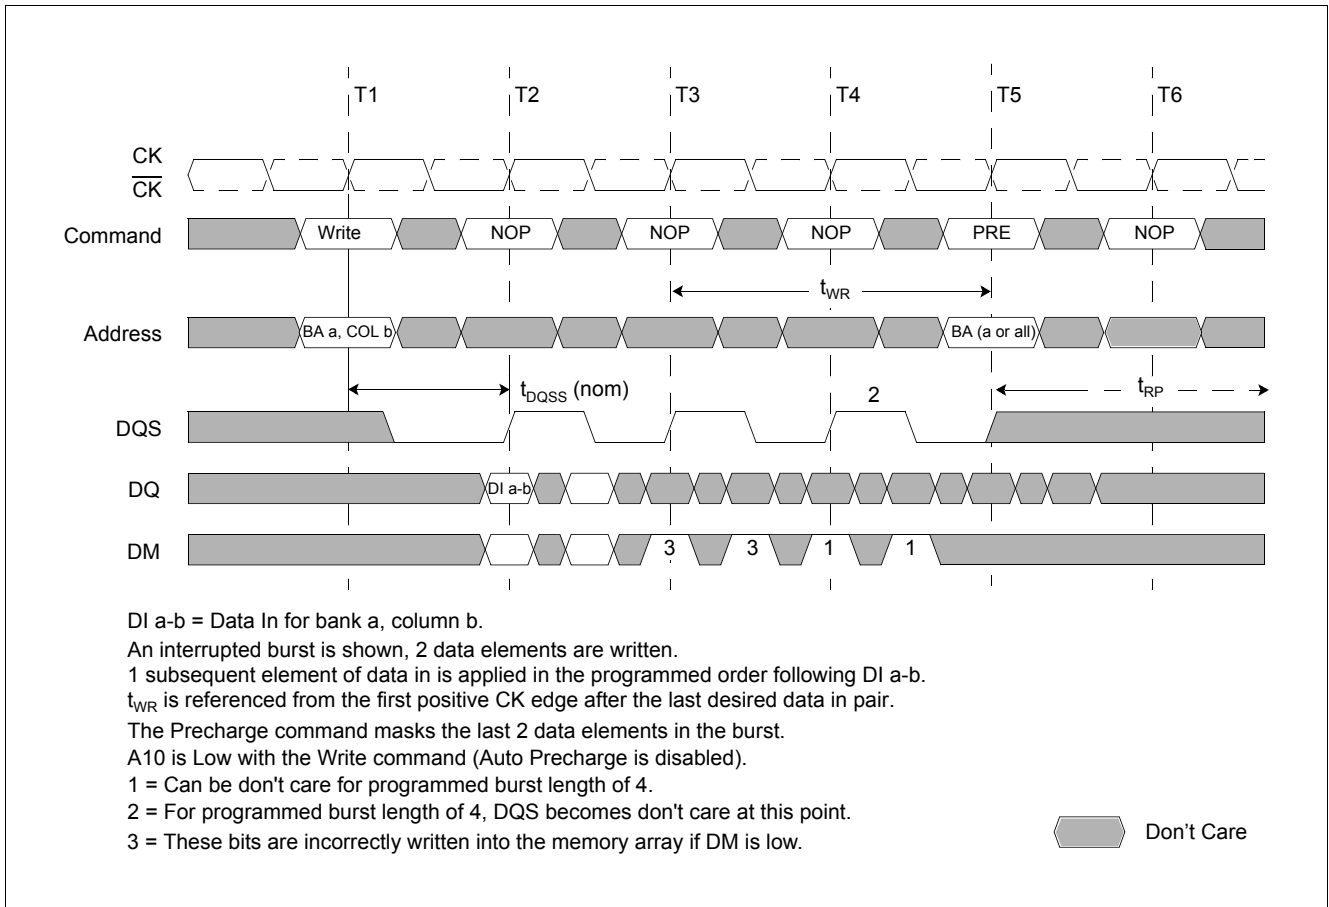 T1 T2 T3 T4 T5 T6
CK
CK
Command Write NOP NOP NOP PRE NOP
tWR
Address BA a, COL b BA (a or all)
tDQSS (nom) 2 tRP
DQS
DQ DI a-b
DM 3 3 1 1
DI a-b = Data In for bank a, column b.
An interrupted burst is shown, 2 data elements are written.
1 subsequent element of data in is applied in the programmed order following DI a-b.
tWR is referenced from the first positive CK edge after the last desired data in pair.
The Precharge command masks the last 2 data elements in the burst.
A10 is Low with the Write command (Auto Precharge is disabled).
1 = Can be don't care for programmed burst length of 4.
2 = For programmed burst length of 4, DQS becomes don't care at this point.
3 = These bits are incorrectly written into the memory array if DM is low.
Don't Care